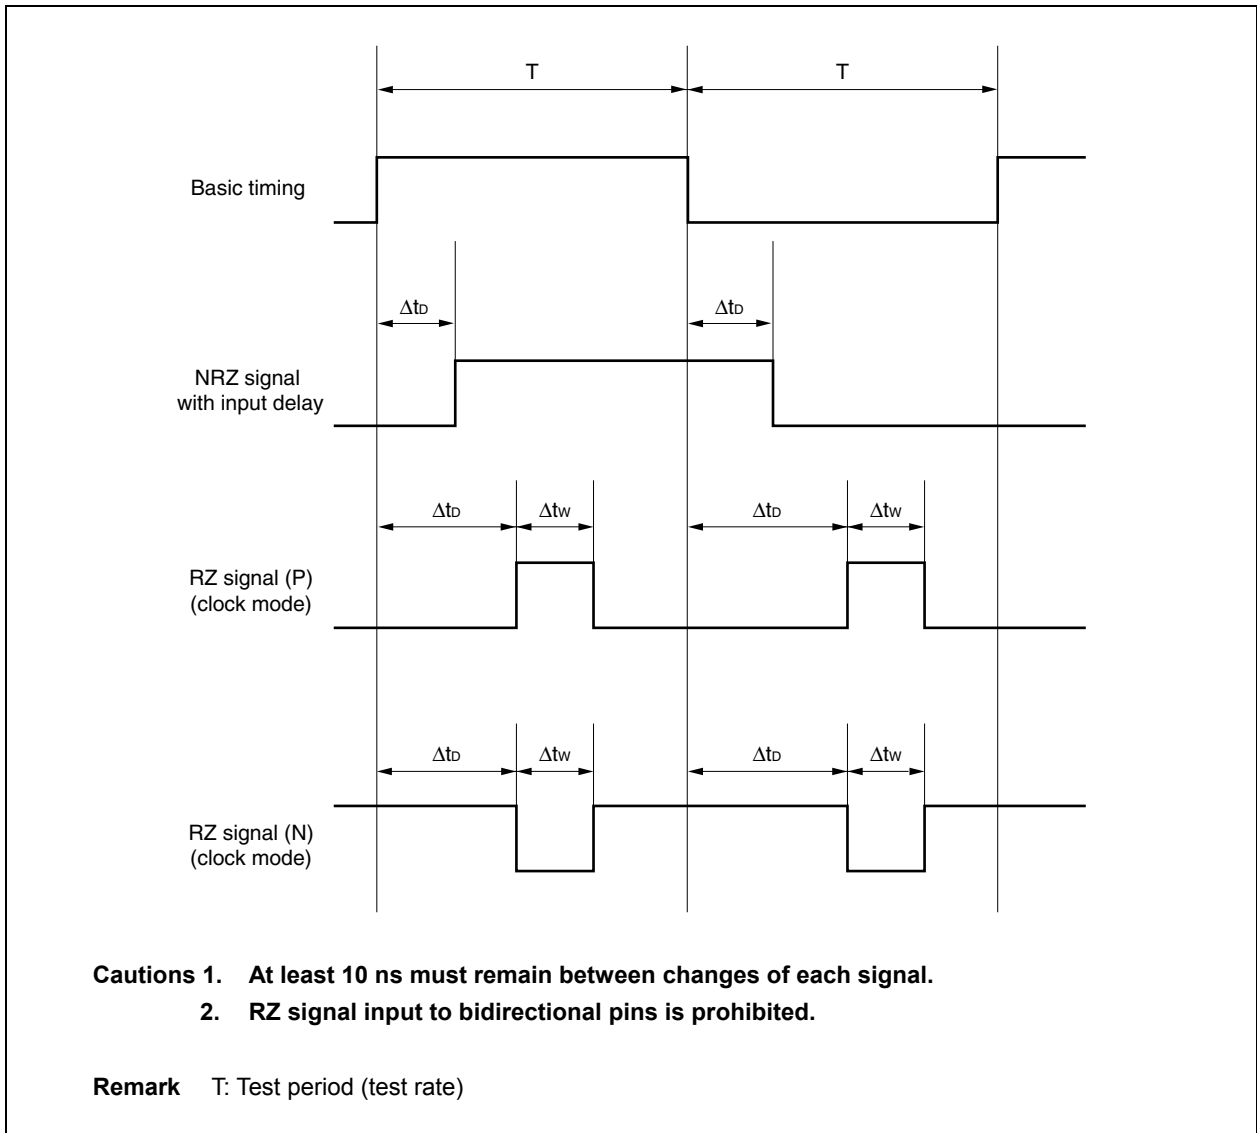 T T
Basic timing
ΔtD ΔtD
NRZ signal
with input delay
ΔtD Δtw ΔtD Δtw
RZ signal (P)
(clock mode)
ΔtD Δtw ΔtD Δtw
RZ signal (N)
(clock mode)
Cautions 1. At least 10 ns must remain between changes of each signal.
2. RZ signal input to bidirectional pins is prohibited.
Remark T: Test period (test rate)